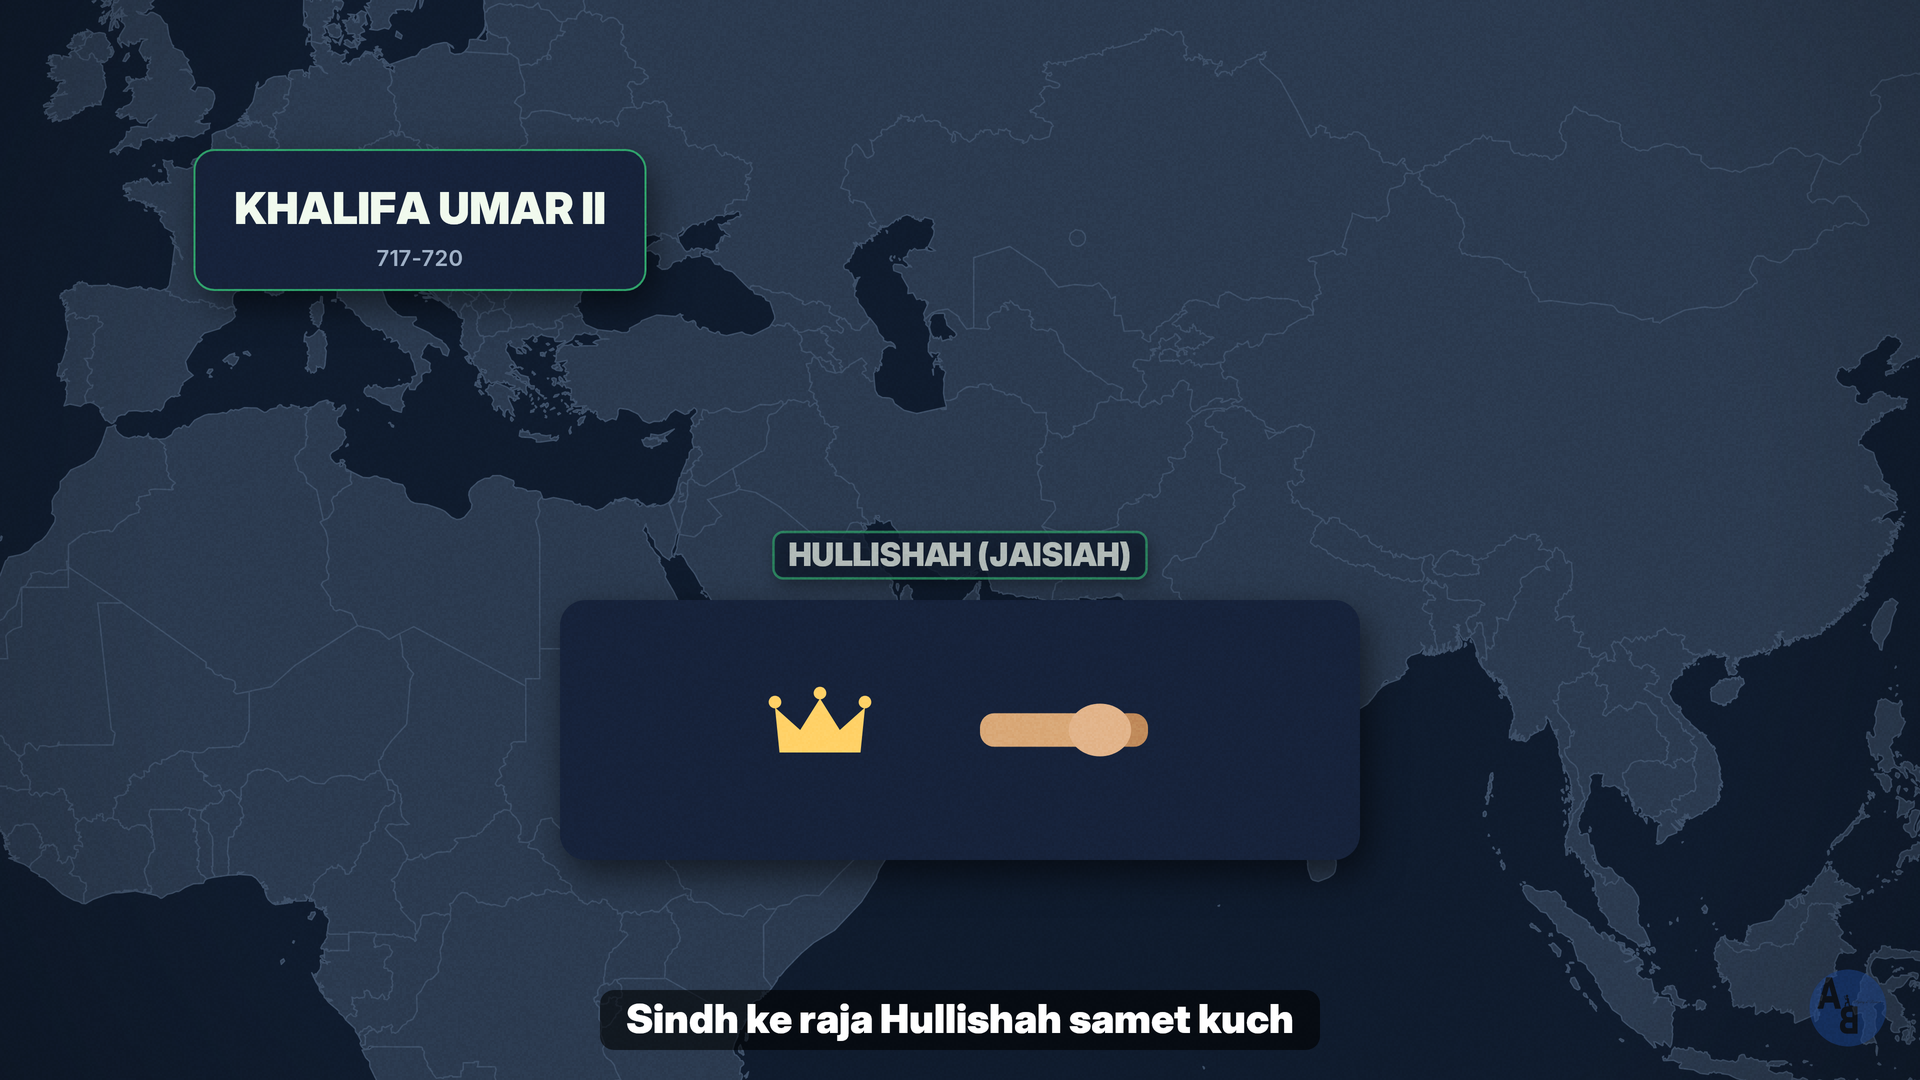 KHALIFA UMAR II
717-720
HULLISHAH (JAISIAH)
Sindh ke raja Hullishah samet kuch
A
B